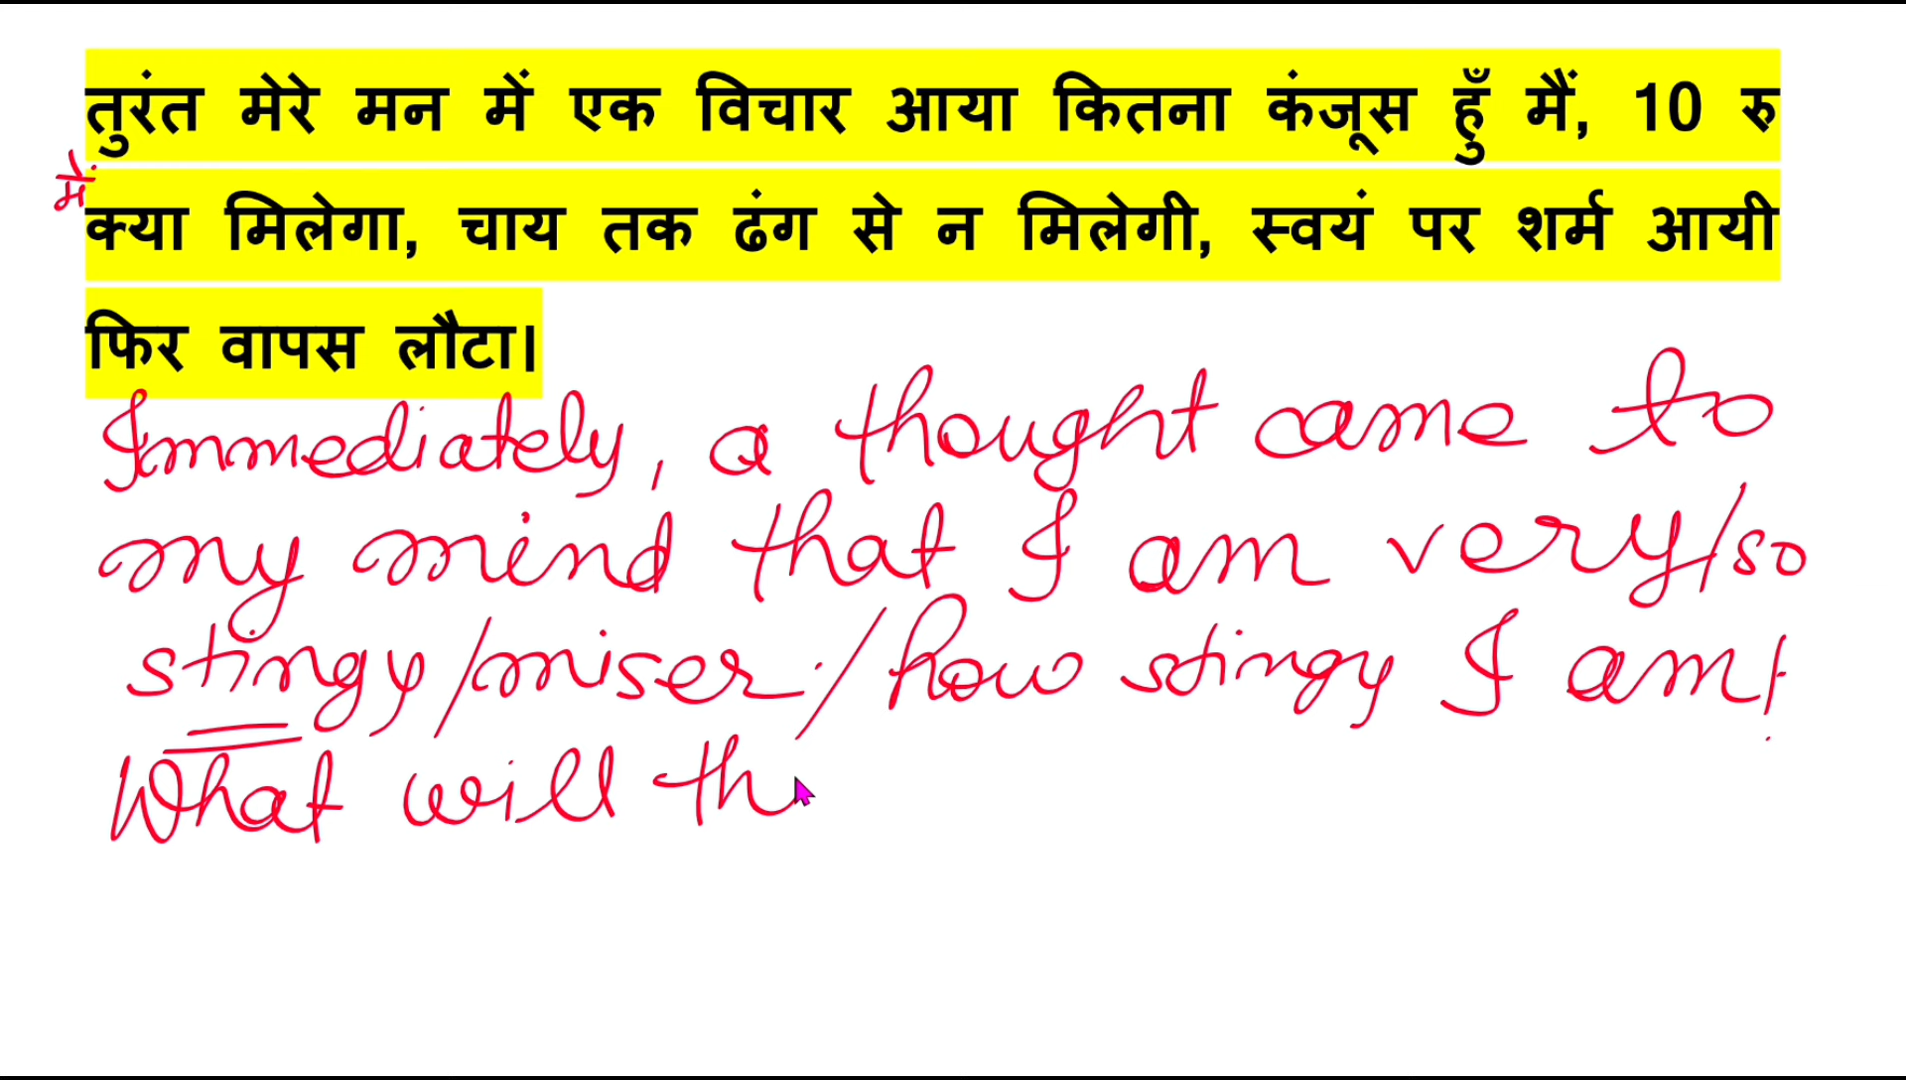 तुरंत मेरे मन में एक विचार आया कितना कंजूस हुँ मैं, 10 रु
में
क्या मिलेगा, चाय तक ढंग से न मिलेगी, स्वयं पर शर्म आयी
फिर वापस लौटा।
Immediately, a thought came to
my mind that I am very/so
stingy/miser./how stingy I am!
What will th